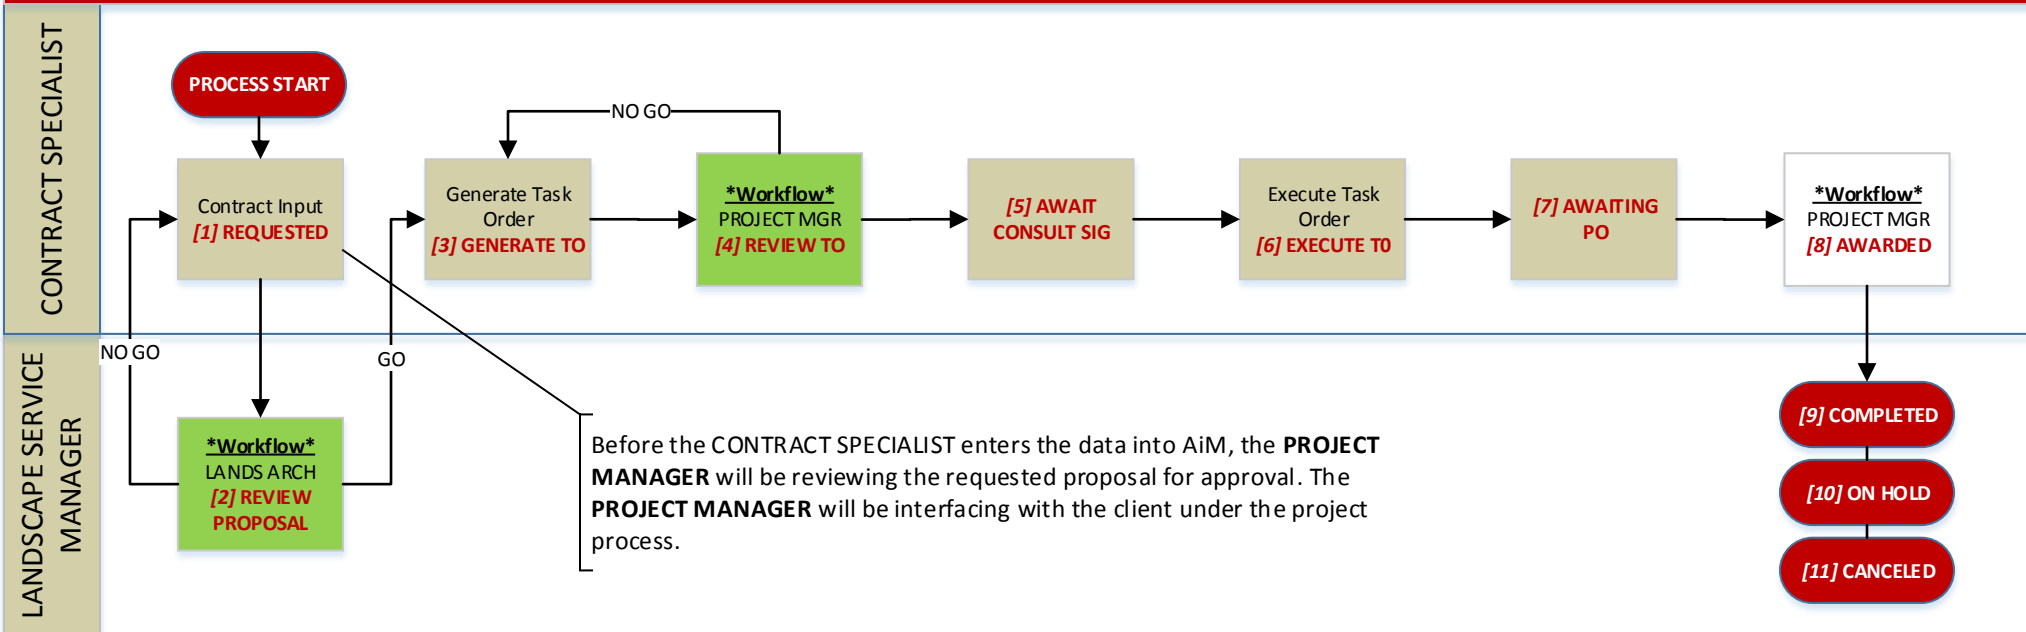 CONTRACT SPECIALIST
PROCESS START
Contract Input
[1] REQUESTED
Generate Task
Order
[3] GENERATE TO
NO GO
*Workflow*
PROJECT MGR
[4] REVIEW TO
[5] AWAIT
CONSULT SIG
Execute Task
Order
[6] EXECUTE T0
[7] AWAITING
PO
*Workflow*
PROJECT MGR
[8] AWARDED
LANDSCAPE SERVICE
MANAGER
NO GO
GO
*Workflow*
LANDS ARCH
[2] REVIEW
PROPOSAL
Before the CONTRACT SPECIALIST enters the data into AiM, the PROJECT
MANAGER will be reviewing the requested proposal for approval. The
PROJECT MANAGER will be interfacing with the client under the project
process.
[9] COMPLETED
[10] ON HOLD
[11] CANCELED